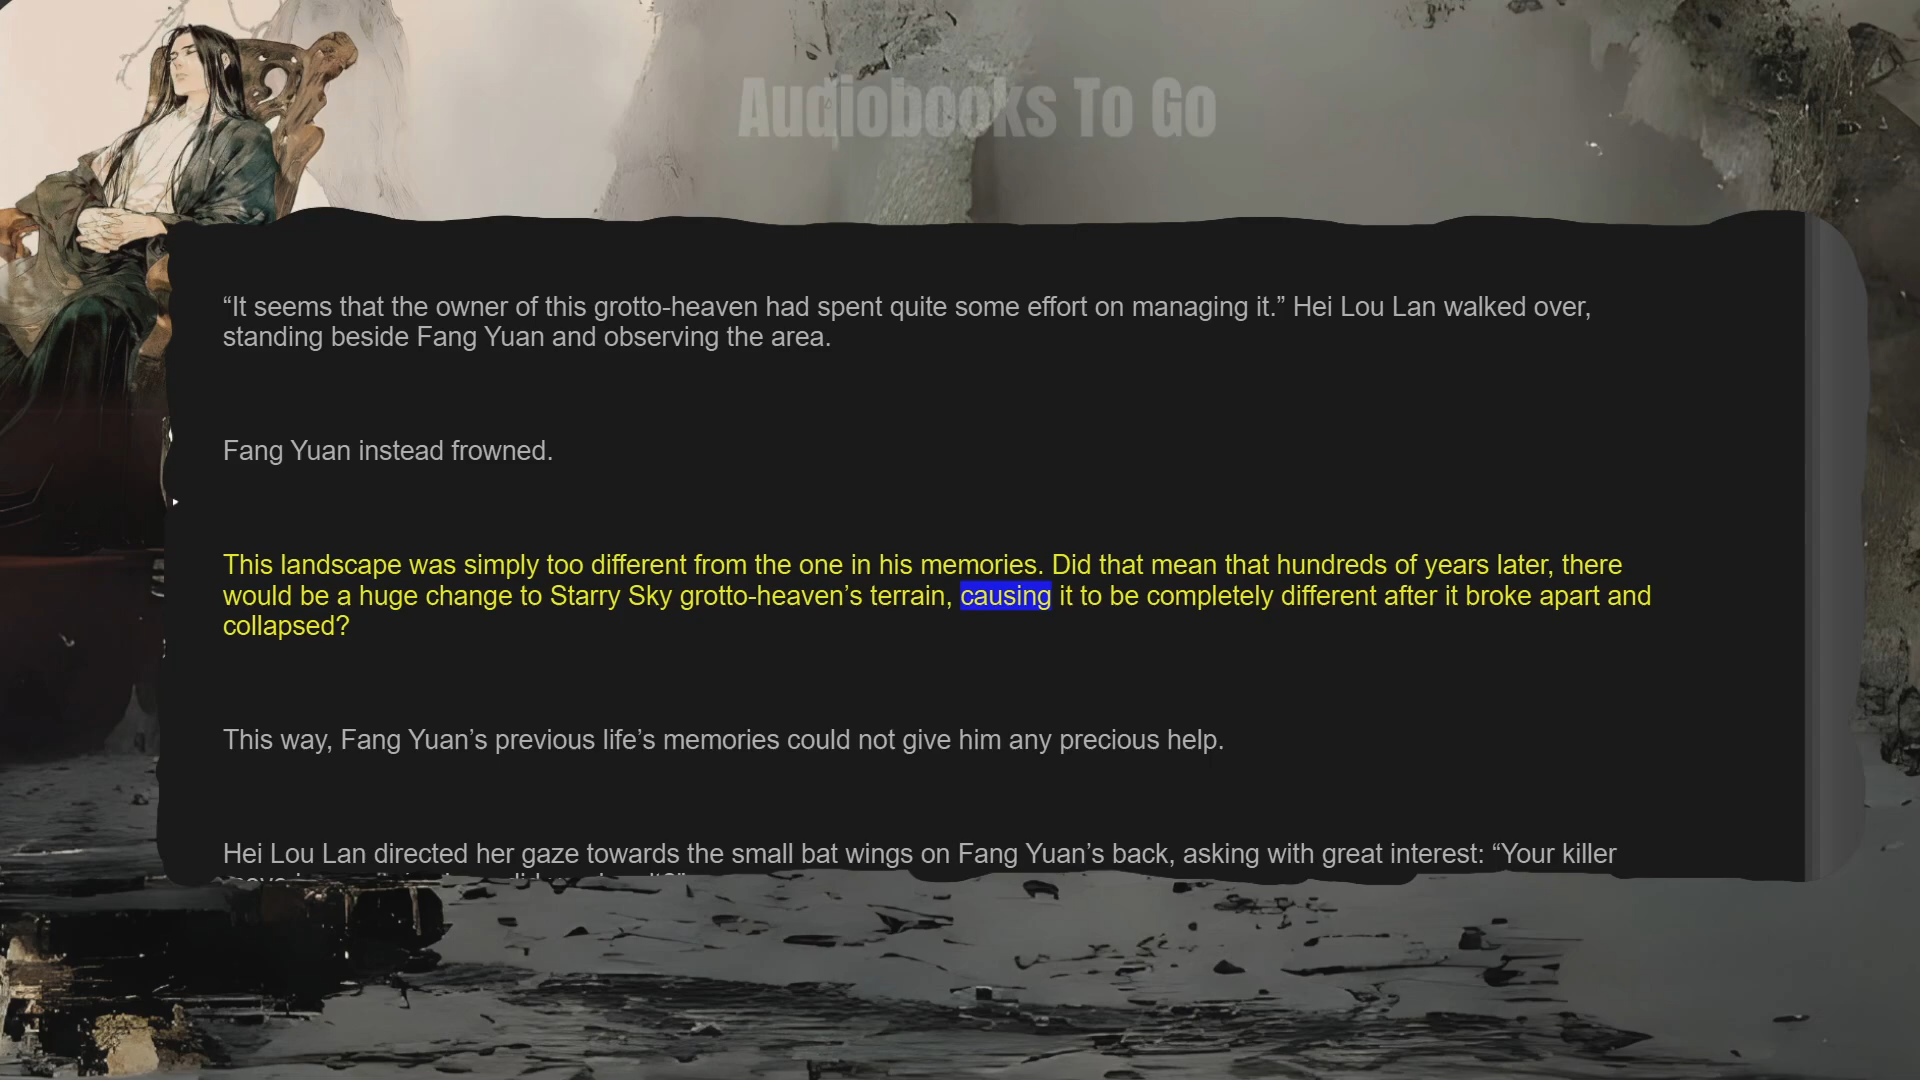 Audiobooks To Go
“It seems that the owner of this grotto-heaven had spent quite some effort on managing it.” Hei Lou Lan walked over,
standing beside Fang Yuan and observing the area.
Fang Yuan instead frowned.
This landscape was simply too different from the one in his memories. Did that mean that hundreds of years later, there
would be a huge change to Starry Sky grotto-heaven’s terrain, causing it to be completely different after it broke apart and
collapsed?
This way, Fang Yuan’s previous life’s memories could not give him any precious help.
Hei Lou Lan directed her gaze towards the small bat wings on Fang Yuan’s back, asking with great interest: “Your killer